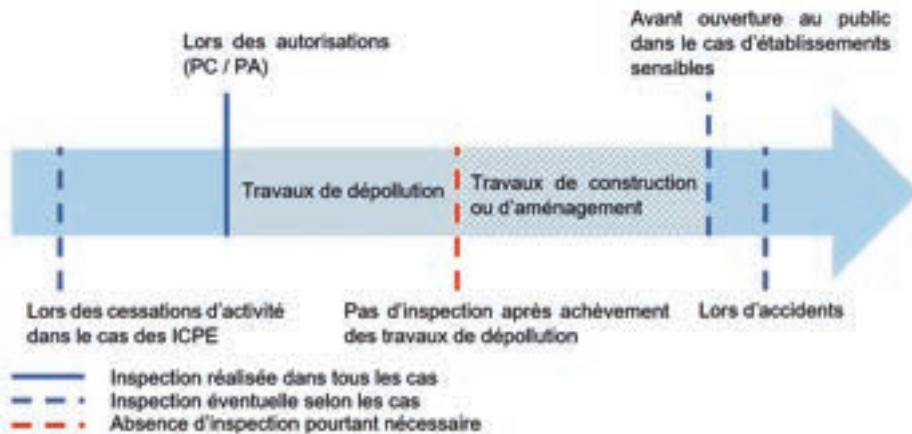 Avant ouverture au public
dans le cas d'établissements
sensibles
Lors des autorisations
(PC / PA)
Travaux de dépollution
Travaux de construction
ou d'aménagement
Lors des cessations d'activité
dans le cas des ICPE
Pas d'inspection après achèvement
des travaux de dépollution
Lors d'accidents
Inspection réalisée dans tous les cas
Inspection éventuelle selon les cas
Absence d'inspection pourtant nécessaire